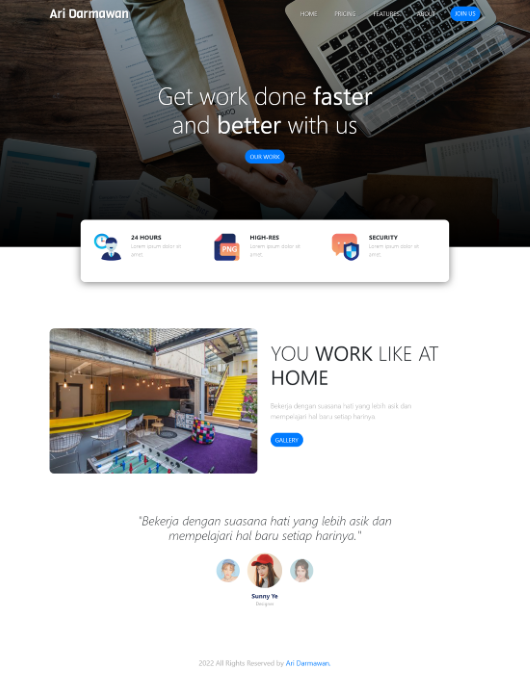 Ari Darmawan
HOME PRICING FEATURES ABOUT JOIN US
Get work done faster
and better with us
OUR WORK
24 HOURS
Lorem ipsum dolor sit
amet.
PNG
HIGH-RES
Lorem ipsum dolor sit
amet.
SECURITY
Lorem ipsum dolor sit
amet.
YOU WORK LIKE AT
HOME
Bekerja dengan suasana hati yang lebih asik dan
mempelajari hal baru setiap harinya.
GALLERY
"Bekerja dengan suasana hati yang lebih asik dan
mempelajari hal baru setiap harinya."
Sunny Ye
Designer
2022 All Rights Reserved by Ari Darmawan.